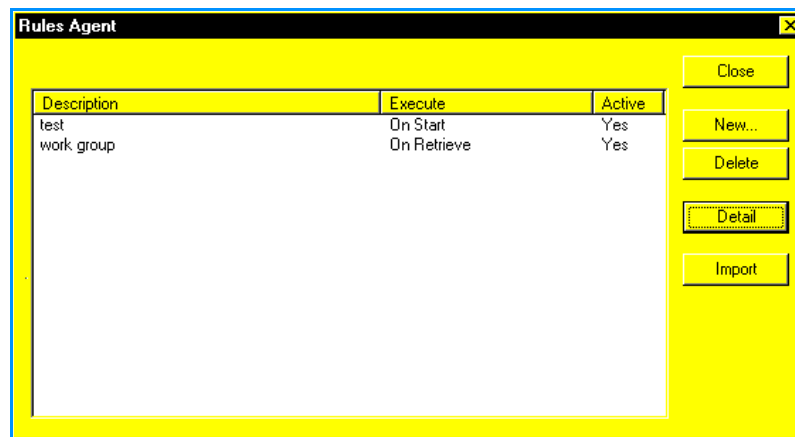 Rules Agent
Close
Description Execute Active
test On Start Yes
work group On Retrieve Yes
New...
Delete
Detail
Import